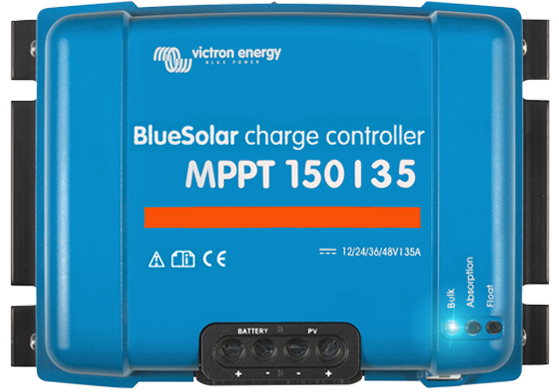 victron energy
BLUE POWER
BlueSolar charge controller
MPPT 150 | 35
12/24/36/48V | 35A
Bulk
Absorption
Float
BATTERY PV
+ - - +